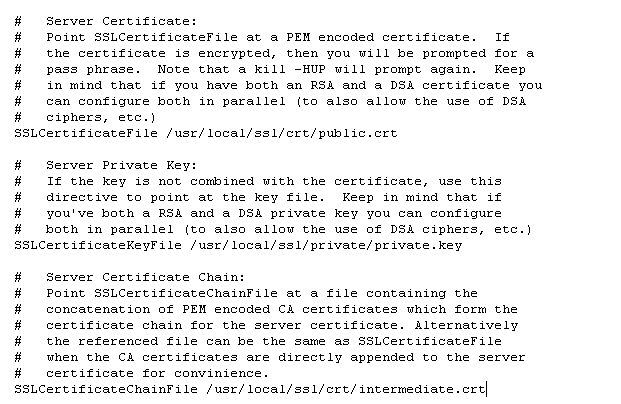 #   Server Certificate:
#   Point SSLCertificateFile at a PEM encoded certificate.  If
#   the certificate is encrypted, then you will be prompted for a
#   pass phrase.  Note that a kill -HUP will prompt again.  Keep
#   in mind that if you have both an RSA and a DSA certificate you
#   can configure both in parallel (to also allow the use of DSA
#   ciphers, etc.)
SSLCertificateFile /usr/local/ssl/crt/public.crt
#   Server Private Key:
#   If the key is not combined with the certificate, use this
#   directive to point at the key file.  Keep in mind that if
#   you've both a RSA and a DSA private key you can configure
#   both in parallel (to also allow the use of DSA ciphers, etc.)
SSLCertificateKeyFile /usr/local/ssl/private/private.key
#   Server Certificate Chain:
#   Point SSLCertificateChainFile at a file containing the
#   concatenation of PEM encoded CA certificates which form the
#   certificate chain for the server certificate. Alternatively
#   the referenced file can be the same as SSLCertificateFile
#   when the CA certificates are directly appended to the server
#   certificate for convinience.
SSLCertificateChainFile /usr/local/ssl/crt/intermediate.crt